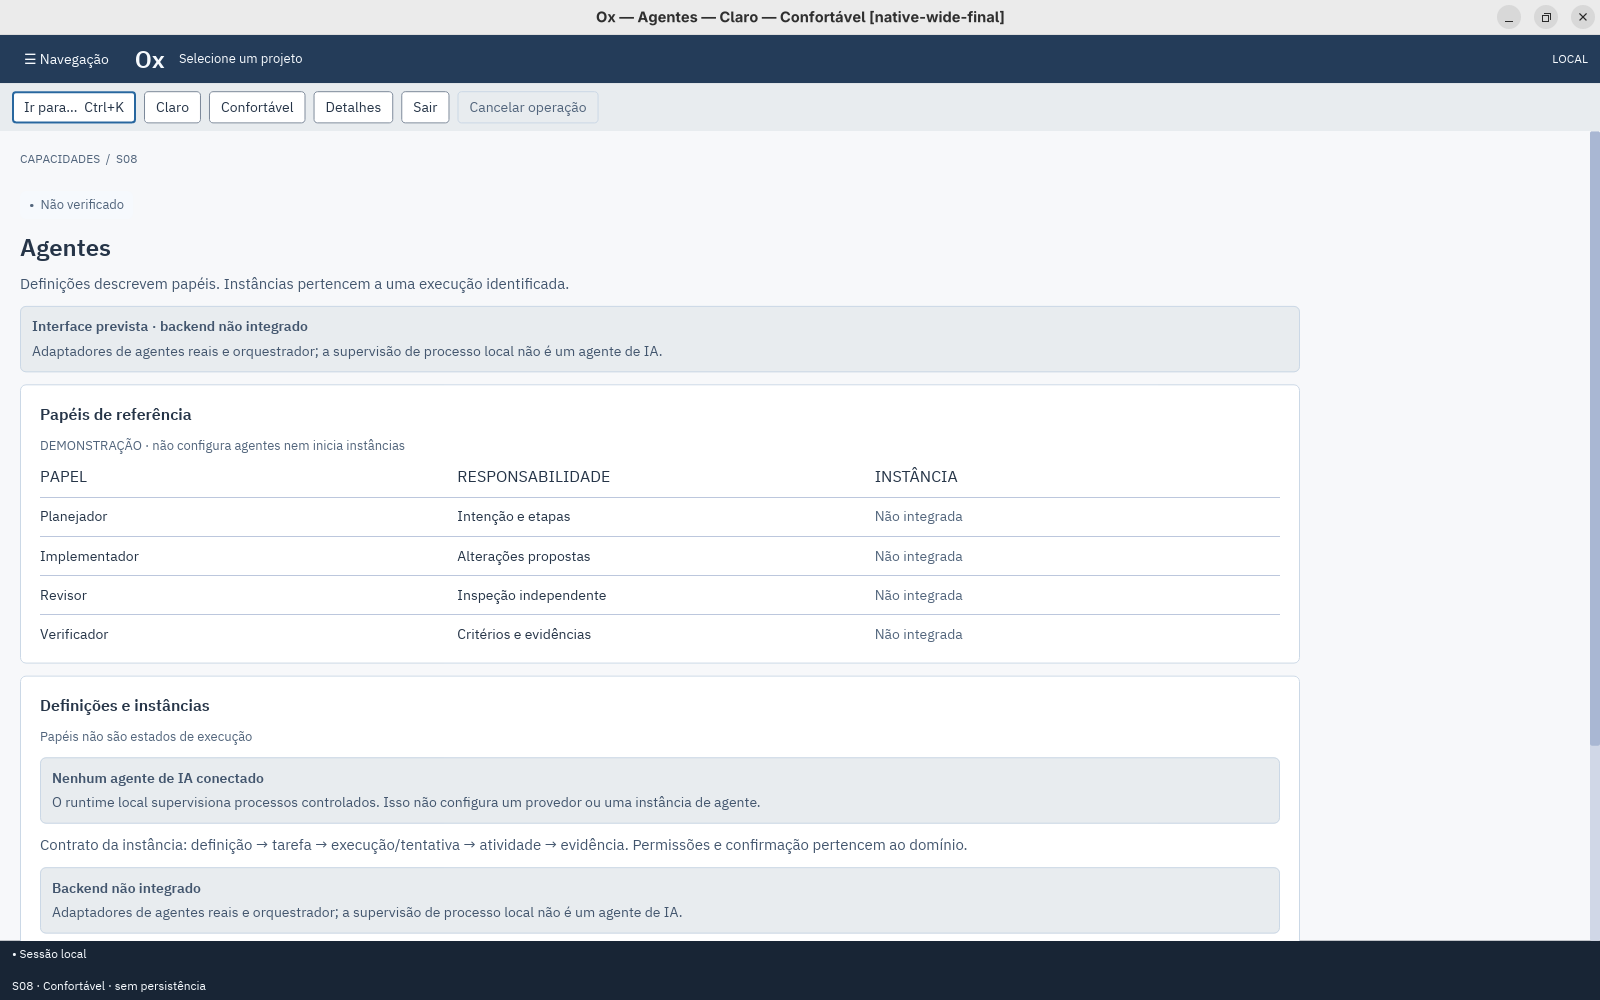 Ox — Agentes — Claro — Confortável [native-wide-final]
☰ Navegação Ox Selecione um projeto LOCAL
Ir para... Ctrl+K Claro Confortável Detalhes Sair Cancelar operação
CAPACIDADES / S08
• Não verificado
Agentes
Definições descrevem papéis. Instâncias pertencem a uma execução identificada.
Interface prevista · backend não integrado
Adaptadores de agentes reais e orquestrador; a supervisão de processo local não é um agente de IA.
Papéis de referência
DEMONSTRAÇÃO · não configura agentes nem inicia instâncias
PAPEL RESPONSABILIDADE INSTÂNCIA
Planejador Intenção e etapas Não integrada
Implementador Alterações propostas Não integrada
Revisor Inspeção independente Não integrada
Verificador Critérios e evidências Não integrada
Definições e instâncias
Papéis não são estados de execução
Nenhum agente de IA conectado
O runtime local supervisiona processos controlados. Isso não configura um provedor ou uma instância de agente.
Contrato da instância: definição → tarefa → execução/tentativa → atividade → evidência. Permissões e confirmação pertencem ao domínio.
Backend não integrado
Adaptadores de agentes reais e orquestrador; a supervisão de processo local não é um agente de IA.
• Sessão local
S08 · Confortável · sem persistência